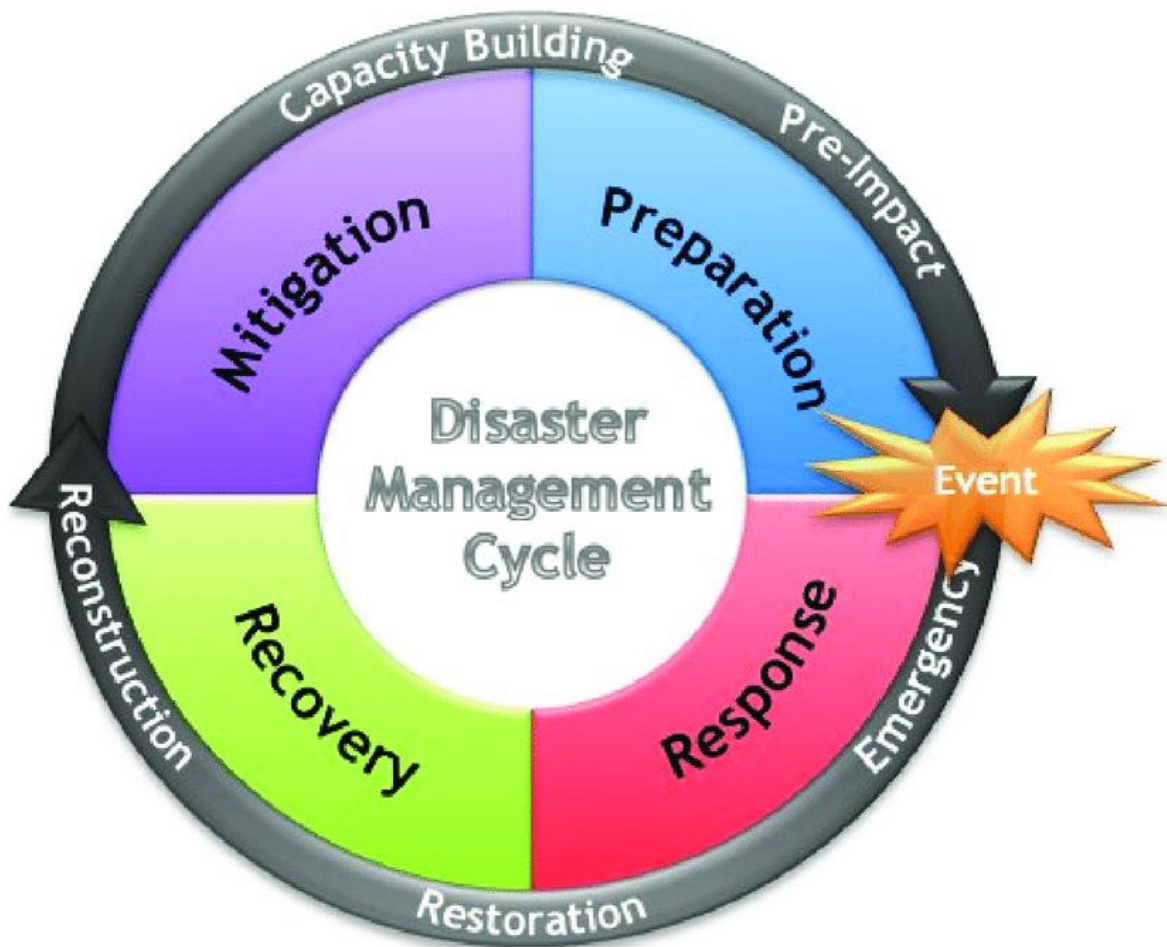 Capacity Building
Pre-Impact
Mitigation
Preparation
Disaster
Management
Cycle
Event
Reconstruction
Recovery
Response
Emergency
Restoration